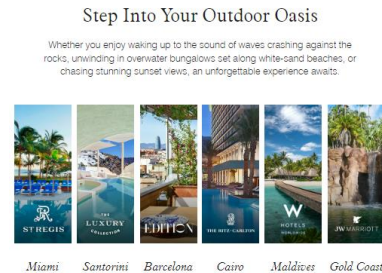 Step Into Your Outdoor Oasis
Whether you enjoy waking up to the sound of waves crashing against the
rocks, unwinding in overwater bungalows set along white-sand beaches, or
chasing stunning sunset views, an unforgettable experience awaits.
ST REGIS
THE
LUXURY
COLLECTION
EDITION
THE RITZ-CARLTON
W
HOTELS
WORLDWIDE
JW MARRIOTT
Miami Santorini Barcelona Cairo Maldives Gold Coast